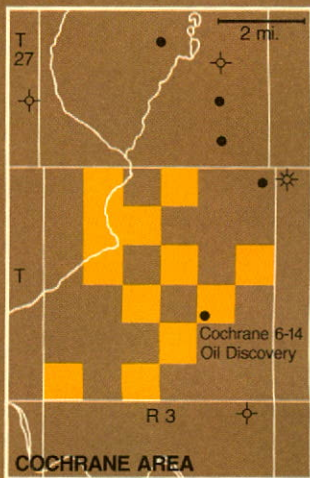 T
27
2 mi.
T
Cochrane 6-14
Oil Discovery
R 3
COCHRANE AREA